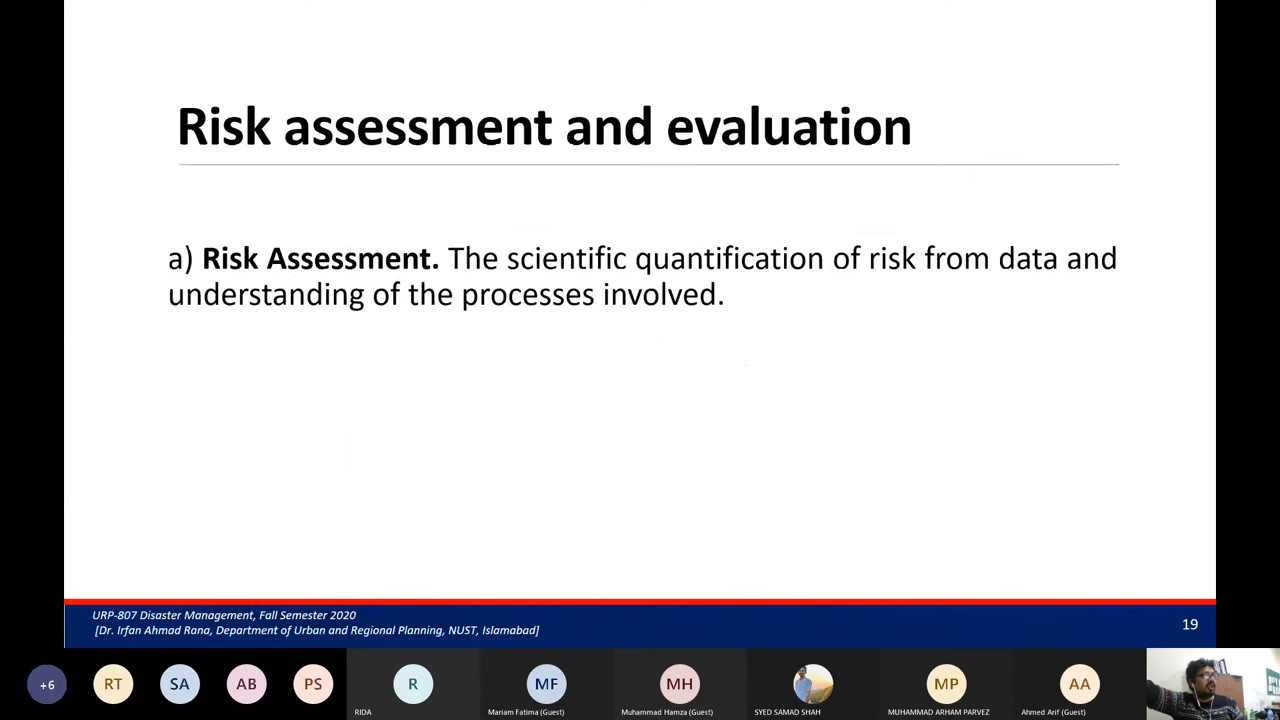 Risk assessment and evaluation
a) Risk Assessment. The scientific quantification of risk from data and
understanding of the processes involved.
URP-807 Disaster Management, Fall Semester 2020
[Dr. Irfan Ahmad Rana, Department of Urban and Regional Planning, NUST, Islamabad]
19
+6
RT
SA
AB
PS
R
MF
MH
MP
AA
RIDA
Mariam Fatima (Guest)
Muhammad Hamza (Guest)
SYED SAMAD SHAH
MUHAMMAD ARHAM PARVEZ
Ahmed Arif (Guest)